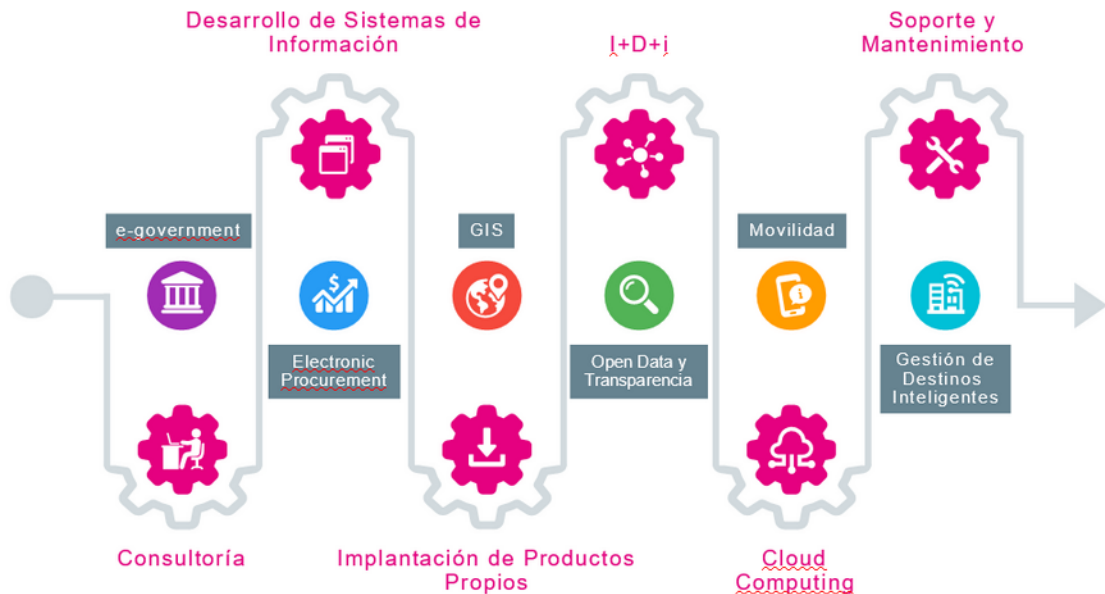 Desarrollo de Sistemas de
Información
I+D+i
Soporte y
Mantenimiento
e-government
GIS
Movilidad
$
i
Electronic
Procurement
Open Data y
Transparencia
Gestión de
Destinos
Inteligentes
Consultoría
Implantación de Productos
Propios
Cloud
Computing